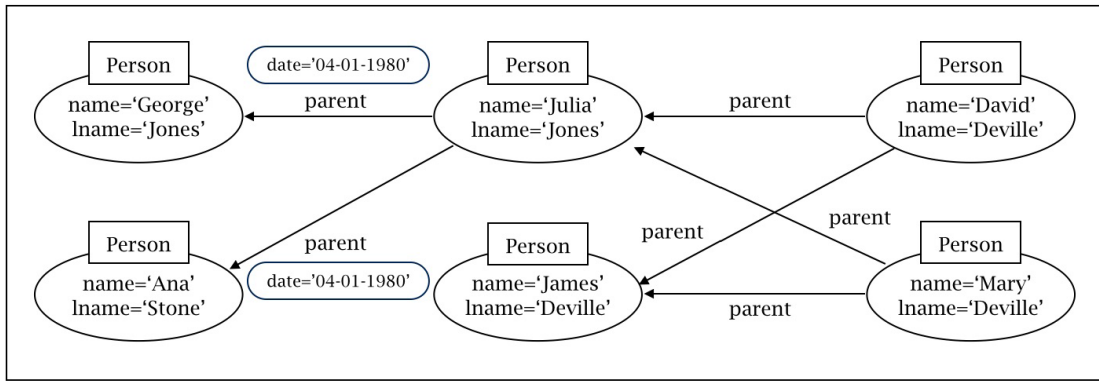 Person
name=‘George’
lname=‘Jones’
date=’04-01-1980’
parent
Person
name=‘Julia’
lname=‘Jones’
parent
Person
name=‘David’
lname=‘Deville’
Person
name=‘Ana’
lname=‘Stone’
parent
date=’04-01-1980’
Person
name=‘James’
lname=‘Deville’
parent
parent
parent
Person
name=‘Mary’
lname=‘Deville’